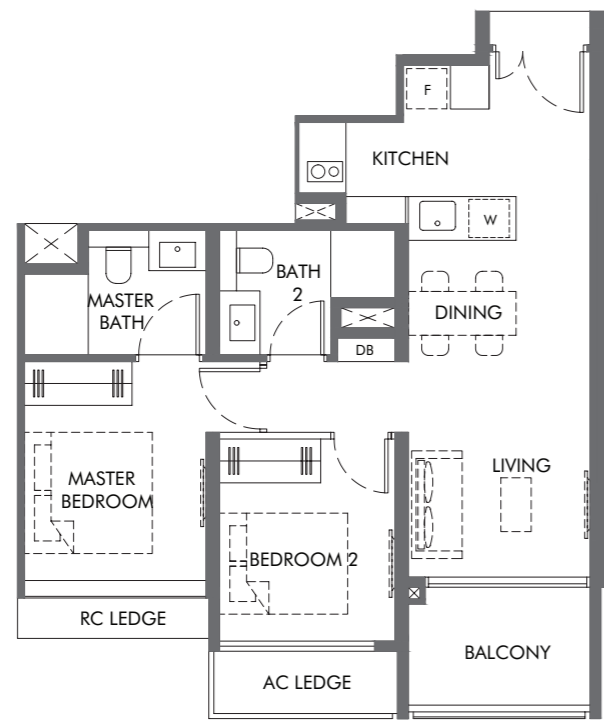 F
KITCHEN
W
BATH
2
MASTER
BATH
DINING
DB
LIVING
MASTER
BEDROOM
BEDROOM 2
RC LEDGE
BALCONY
AC LEDGE